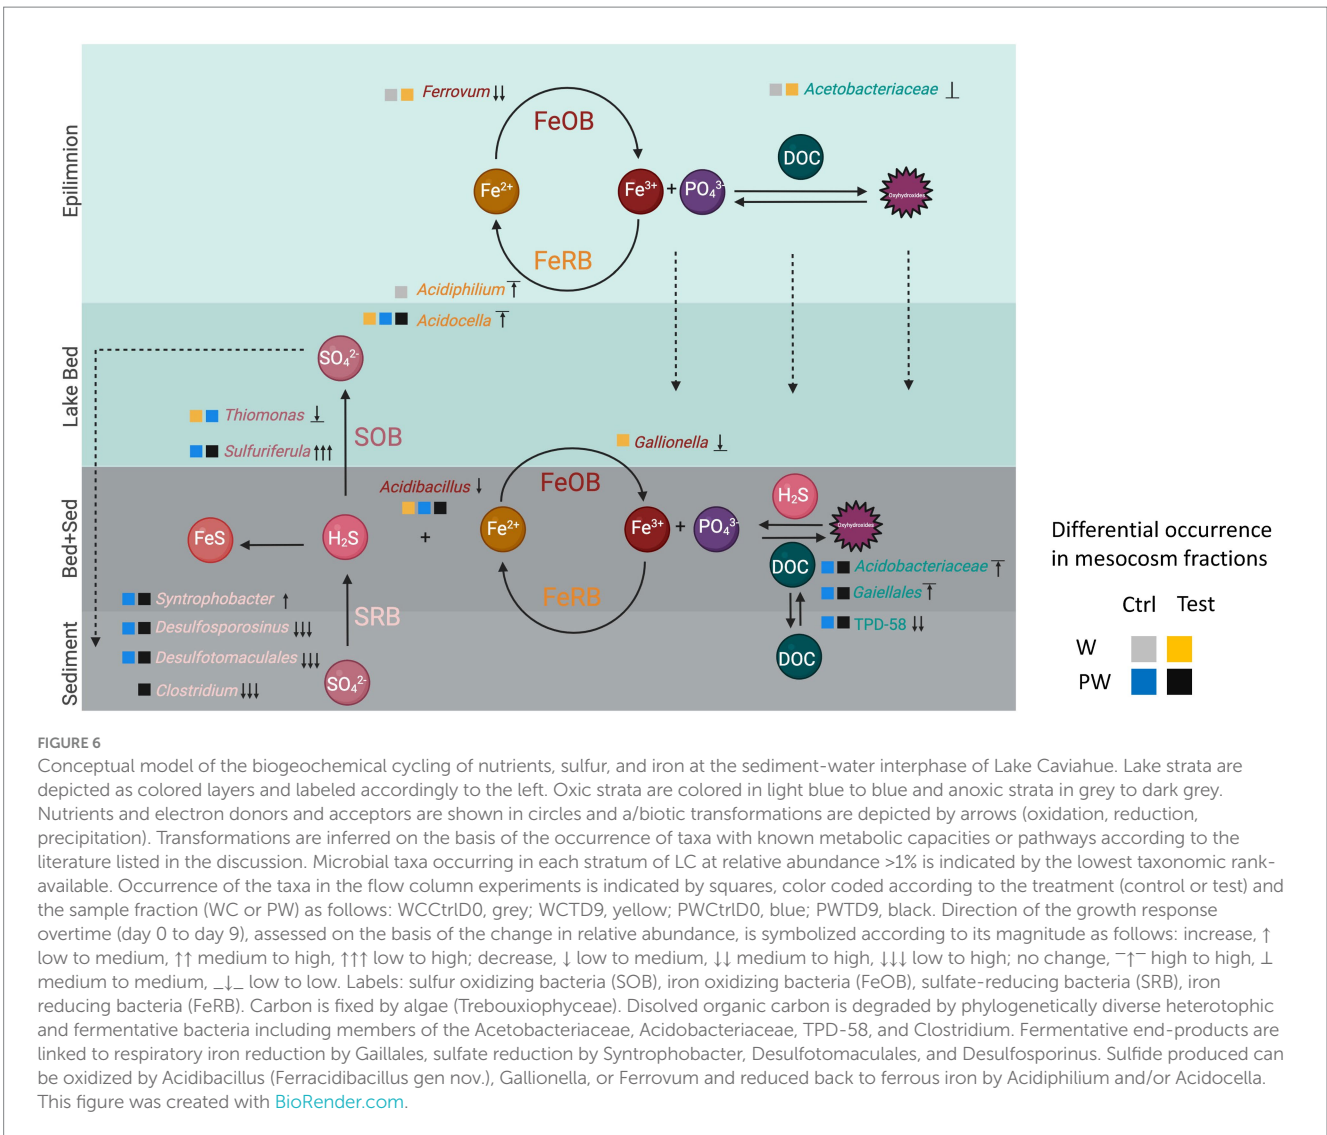 Epilimnion
Ferrovum ↓↓
Acetobacteriaceae ⊥
FeOB
DOC
Fe2+
Fe3+
+
PO43-
Oxyhydroxides
FeRB
Acidiphilium
Acidocella
Lake Bed
SO42-
Thiomonas
SOB
Sulfuriferula ↑↑↑
Gallionella
Bed+Sed
Acidibacillus ↓
FeOB
H2S
FeS
H2S
+
Fe2+
Fe3+
+
PO43-
Oxyhydroxides
DOC
Acidobacteriaceae
Gaiellales
FeRB
TPD-58 ↓↓
Sediment
Syntrophobacter ↑
Desulfosporosinus ↓↓↓
SRB
Desulfotomaculales ↓↓↓
Clostridium ↓↓↓
SO42-
DOC
Differential occurrence
in mesocosm fractions
Ctrl Test
W
PW
FIGURE 6
Conceptual model of the biogeochemical cycling of nutrients, sulfur, and iron at the sediment-water interphase of Lake Caviahue. Lake strata are
depicted as colored layers and labeled accordingly to the left. Oxic strata are colored in light blue to blue and anoxic strata in grey to dark grey.
Nutrients and electron donors and acceptors are shown in circles and a/biotic transformations are depicted by arrows (oxidation, reduction,
precipitation). Transformations are inferred on the basis of the occurrence of taxa with known metabolic capacities or pathways according to the
literature listed in the discussion. Microbial taxa occurring in each stratum of LC at relative abundance >1% is indicated by the lowest taxonomic rank-
available. Occurrence of the taxa in the flow column experiments is indicated by squares, color coded according to the treatment (control or test) and
the sample fraction (WC or PW) as follows: WCCtrlD0, grey; WCTD9, yellow; PWCtrlD0, blue; PWTD9, black. Direction of the growth response
overtime (day 0 to day 9), assessed on the basis of the change in relative abundance, is symbolized according to its magnitude as follows: increase, ↑
low to medium, ↑↑ medium to high, ↑↑↑ low to high; decrease, ↓ low to medium, ↓↓ medium to high, ↓↓↓ low to high; no change, ¯↑¯ high to high, ⊥
medium to medium, _↓_ low to low. Labels: sulfur oxidizing bacteria (SOB), iron oxidizing bacteria (FeOB), sulfate-reducing bacteria (SRB), iron
reducing bacteria (FeRB). Carbon is fixed by algae (Trebouxiophyceae). Disolved organic carbon is degraded by phylogenetically diverse heterotophic
and fermentative bacteria including members of the Acetobacteriaceae, Acidobacteriaceae, TPD-58, and Clostridium. Fermentative end-products are
linked to respiratory iron reduction by Gaillales, sulfate reduction by Syntrophobacter, Desulfotomaculales, and Desulfosporinus. Sulfide produced can
be oxidized by Acidibacillus (Ferracidibacillus gen nov.), Gallionella, or Ferrovum and reduced back to ferrous iron by Acidiphilium and/or Acidocella.
This figure was created with BioRender.com.